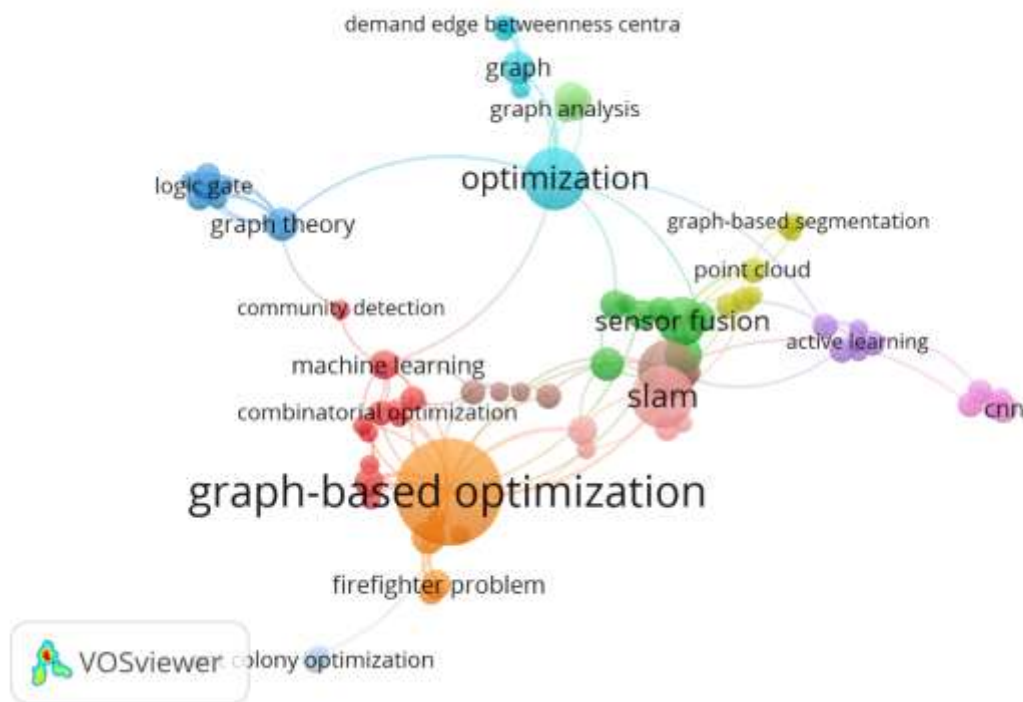 demand edge betweenness centra
graph
graph analysis
optimization
logic gate
graph theory
graph-based segmentation
point cloud
community detection
sensor fusion
active learning
machine learning
slam
combinatorial optimization
cnn
graph-based optimization
firefighter problem
VOSviewer
colony optimization